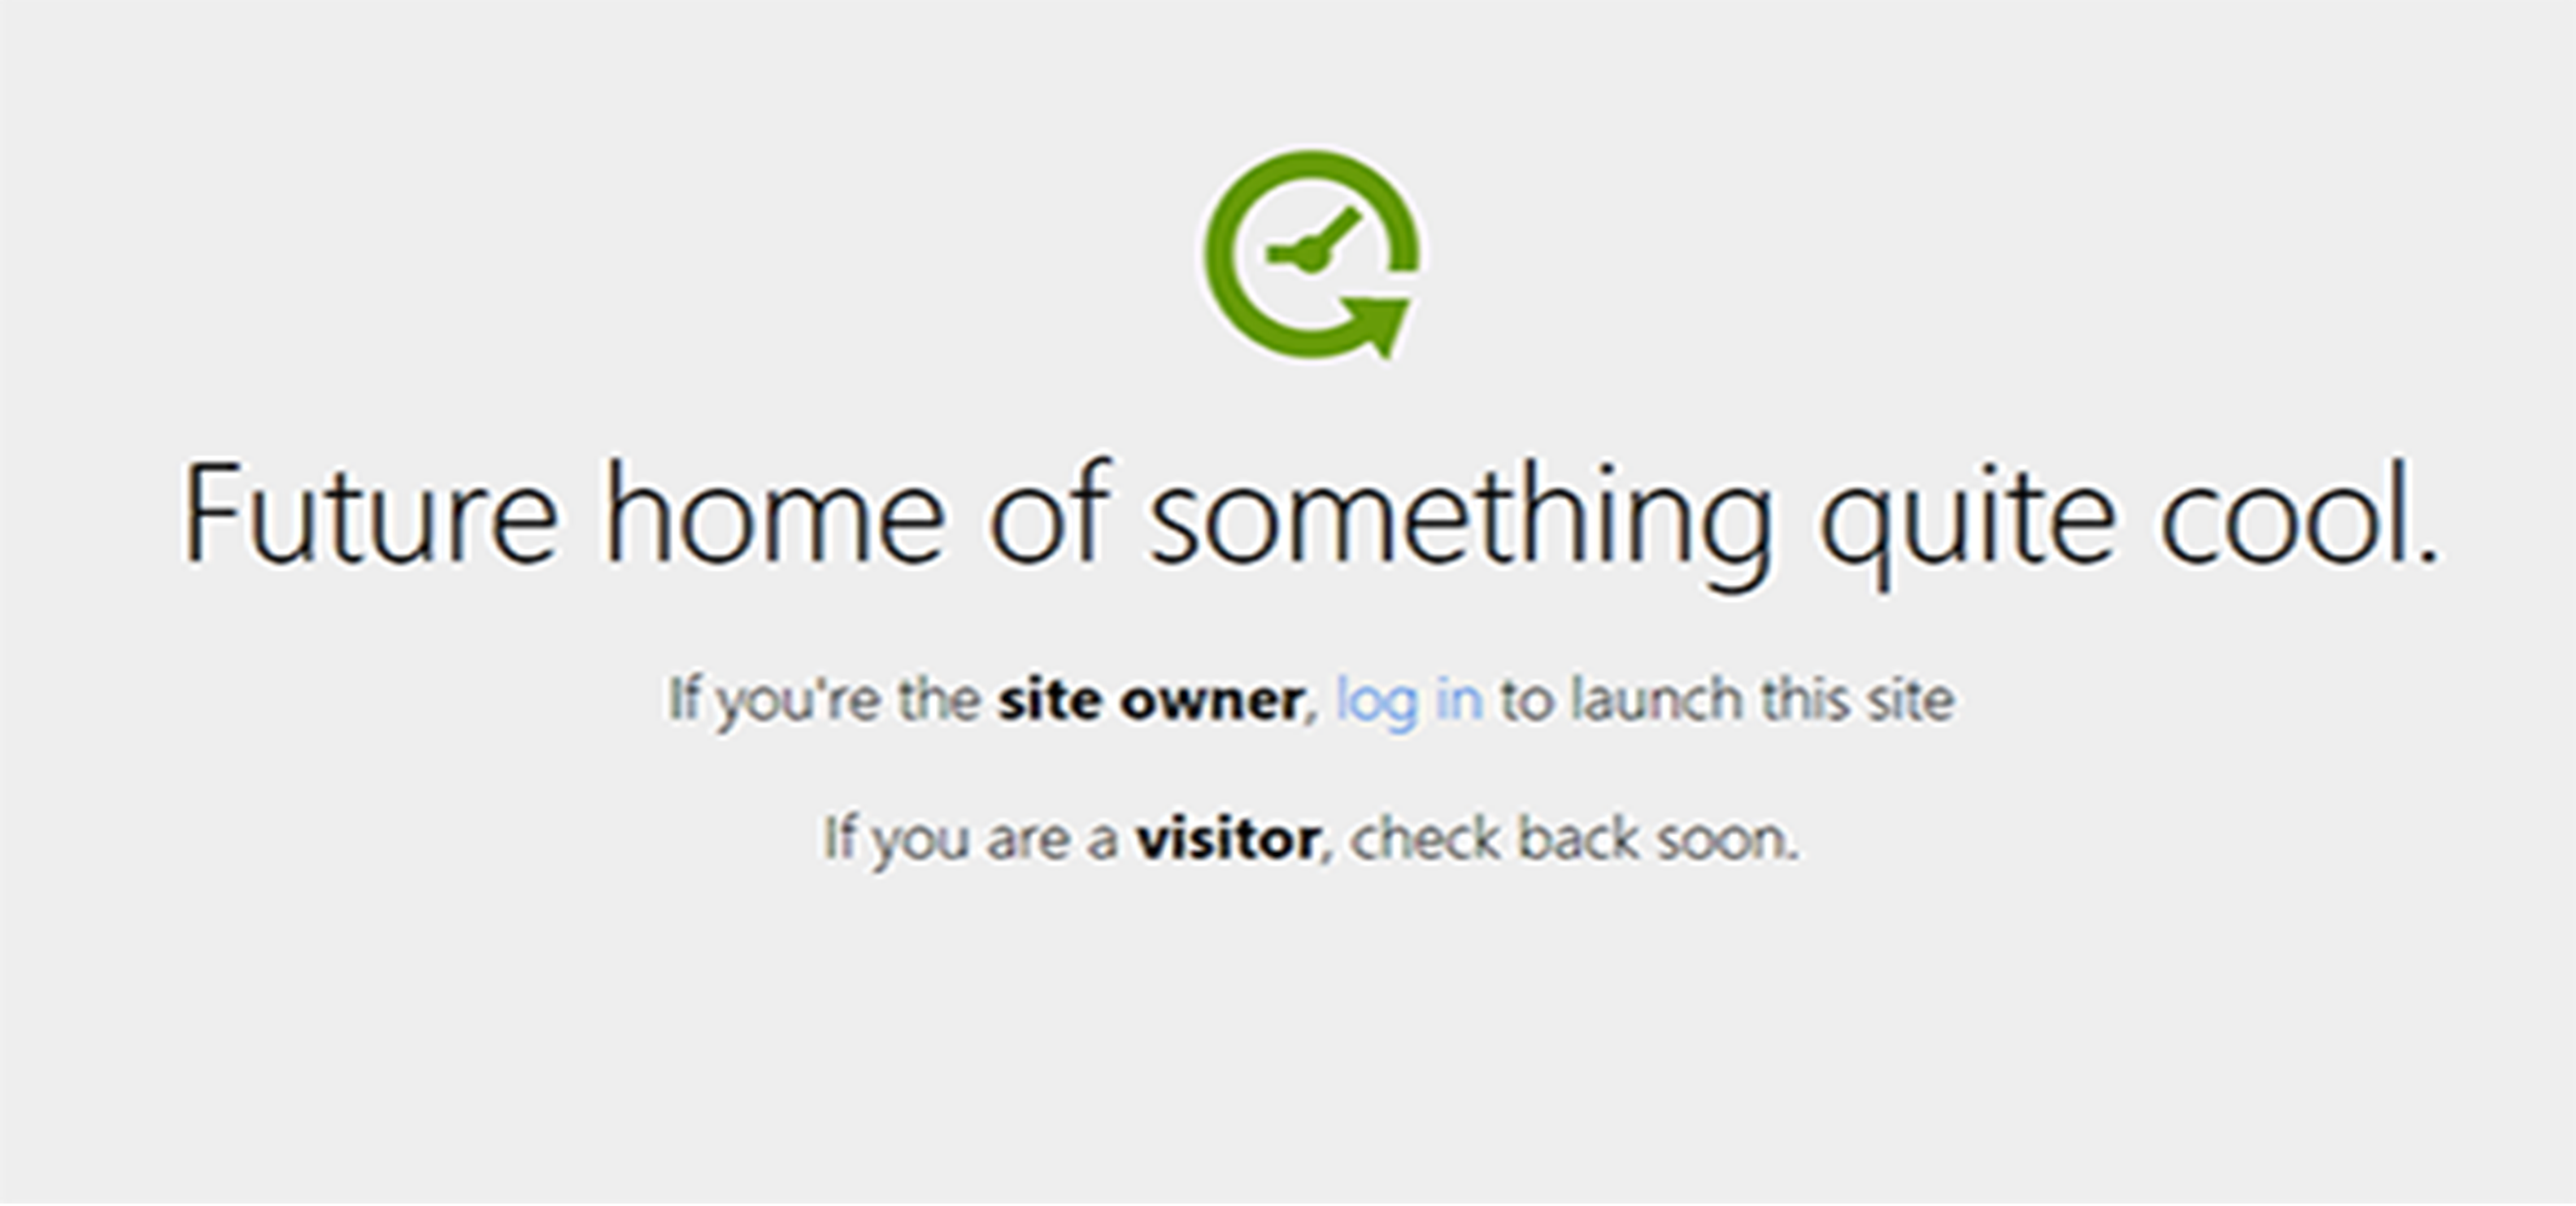 Future home of something quite cool.
If you're the site owner, log in to launch this site
If you are a visitor, check back soon.